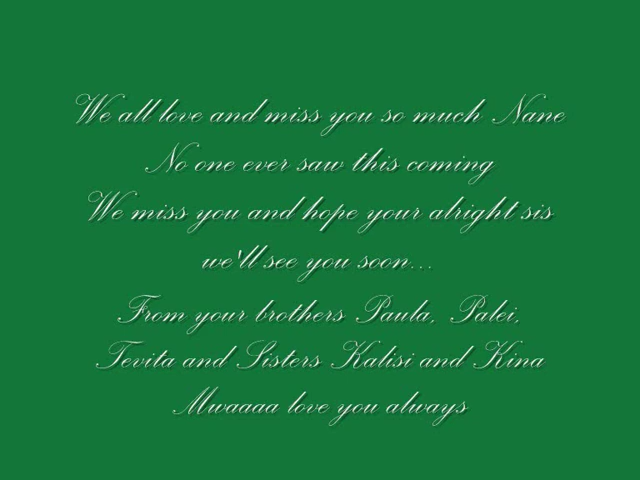 We all love and miss you so much Nane
No one ever saw this coming
We miss you and hope your alright sis
we'll see you soon...
From your brothers Paula, Palei,
Tevita and Sisters Kalisi and Kina
Mwaaaa love you always